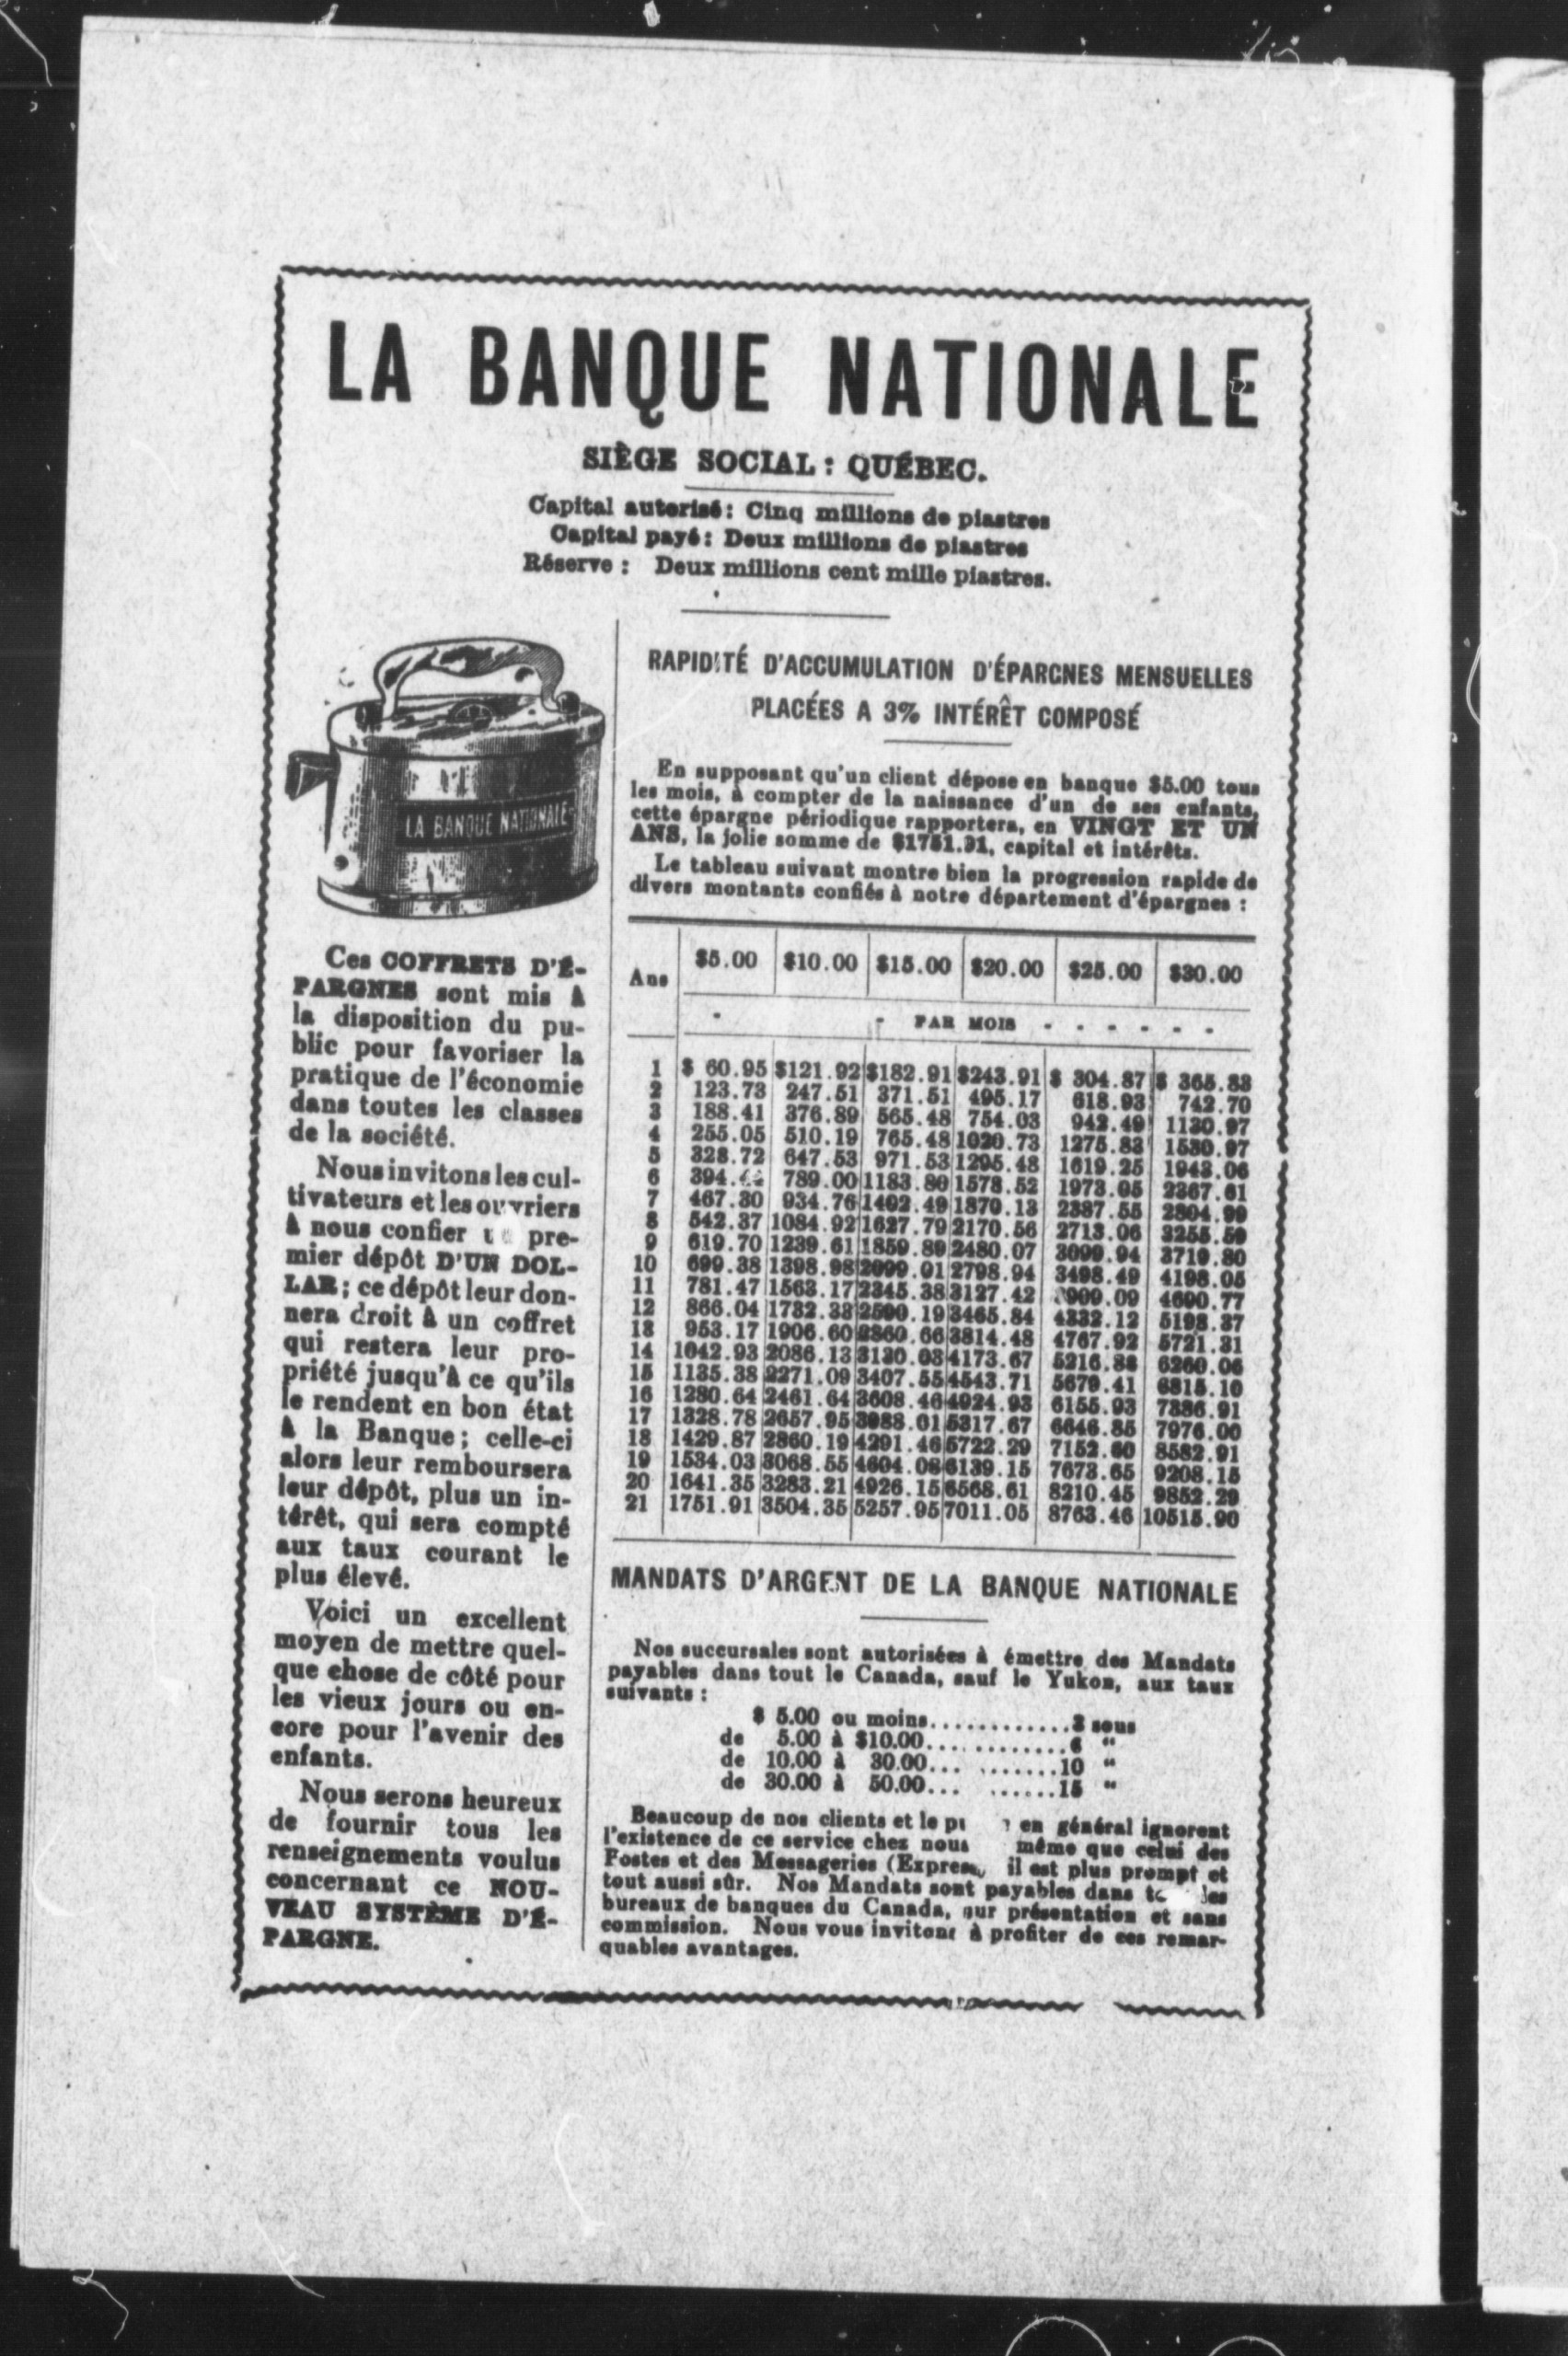 LA BANQUE NATIONALE
SIÈGE SOCIAL : QUÉBEC.
Capital autorisé : Cinq millions de piastres
Capital payé : Deux millions de piastres
Réserve : Deux millions cent mille piastres.
LA BANQUE NATIONALE
Ces COFFRETS D'É-
PARGNES sont mis à
la disposition du pu-
blic pour favoriser la
pratique de l'économie
dans toutes les classes
de la société.
Nous invitons les cul-
tivateurs et les ouvriers
à nous confier pre-
mier dépôt D'UN DOL-
LAR ; ce dépôt leur don-
nera droit à un coffret
qui restera leur pro-
priété jusqu'à ce qu'ils
le rendent en bon état
à la Banque ; celle-ci
alors leur remboursera
leur dépôt, plus un in-
térêt, qui sera compté
aux taux courant le
plus élevé.
Voici un excellent
moyen de mettre quel-
que chose de côté pour
les vieux jours ou en-
core pour l'avenir des
enfants.
Nous serons heureux
de fournir tous les
renseignements voulus
concernant ce NOU-
VEAU SYSTÈME D'É-
PARGNE.
RAPIDITÉ D'ACCUMULATION D'ÉPARGNES MENSUELLES
PLACÉES A 3% INTÉRÊT COMPOSÉ
En supposant qu'un client dépose en banque $5.00 tous
les mois, à compter de la naissance d'un de ses enfants,
cette épargne périodique rapportera, en VINGT ET UN
ANS, la jolie somme de $1751.91, capital et intérêts.
Le tableau suivant montre bien la progression rapide de
divers montants confiés à notre département d'épargnes :
Ans $5.00 $10.00 $15.00 $20.00 $25.00 $30.00
PAR MOIS
1 $ 60.95 $121.92 $182.91 $243.91 $ 304.87 $ 365.83
2 123.73 247.51 371.51 495.17 618.93 742.70
3 188.41 376.89 565.48 754.03 942.49 1130.97
4 255.05 510.19 765.48 1020.73 1275.83 1530.97
5 328.72 647.53 971.53 1295.48 1619.25 1943.06
6 789.00 1183.80 1578.52 1973.05 2367.61
7 467.30 934.76 1402.49 1870.13 2337.55 2804.99
8 542.37 1084.92 1627.79 2170.56 2713.06 3255.59
9 619.70 1239.61 1859.89 2480.07 3099.94 3719.80
10 699.38 1398.98 2099.01 2798.94 3498.49 4198.05
11 781.47 1563.17 2345.38 3127.42 4690.77
12 866.04 1732.38 2590.19 3465.84 4332.12 5198.37
13 953.17 1906.60 2860.66 3814.48 4767.92 5721.31
14 1042.93 2086.13 3130.03 4173.67 5216.88 6260.06
15 1135.38 2271.09 3407.55 4543.71 5679.41 6815.10
16 1280.64 2461.64 3608.46 4924.93 6155.93 7386.91
17 1328.78 2657.95 3988.01 5317.67 6646.85 7976.00
18 1429.87 2860.19 4291.46 5722.29 7152.60 8582.91
19 1534.03 3068.55 4604.08 6139.15 7673.65 9208.15
20 1641.35 3283.21 4926.15 6568.61 8210.45 9852.29
21 1751.91 3504.35 5257.95 7011.05 8763.46 10515.90
MANDATS D'ARGENT DE LA BANQUE NATIONALE
Nos succursales sont autorisées à émettre des Mandats
payables dans tout le Canada, sauf le Yukon, aux taux
suivants :
$ 5.00 ou moins............3 sous
de 5.00 à $10.00............6 "
de 10.00 à 30.00... .......10 "
de 30.00 à 50.00... ......15 "
Beaucoup de nos clients et le en général ignorent
l'existence de ce service chez nous même que celui des
Postes et des Messageries (Express, il est plus prompt et
tout aussi sûr. Nos Mandats sont payables dans les
bureaux de banques du Canada, sur présentation et sans
commission. Nous vous invitons à profiter de ces remar-
quables avantages.